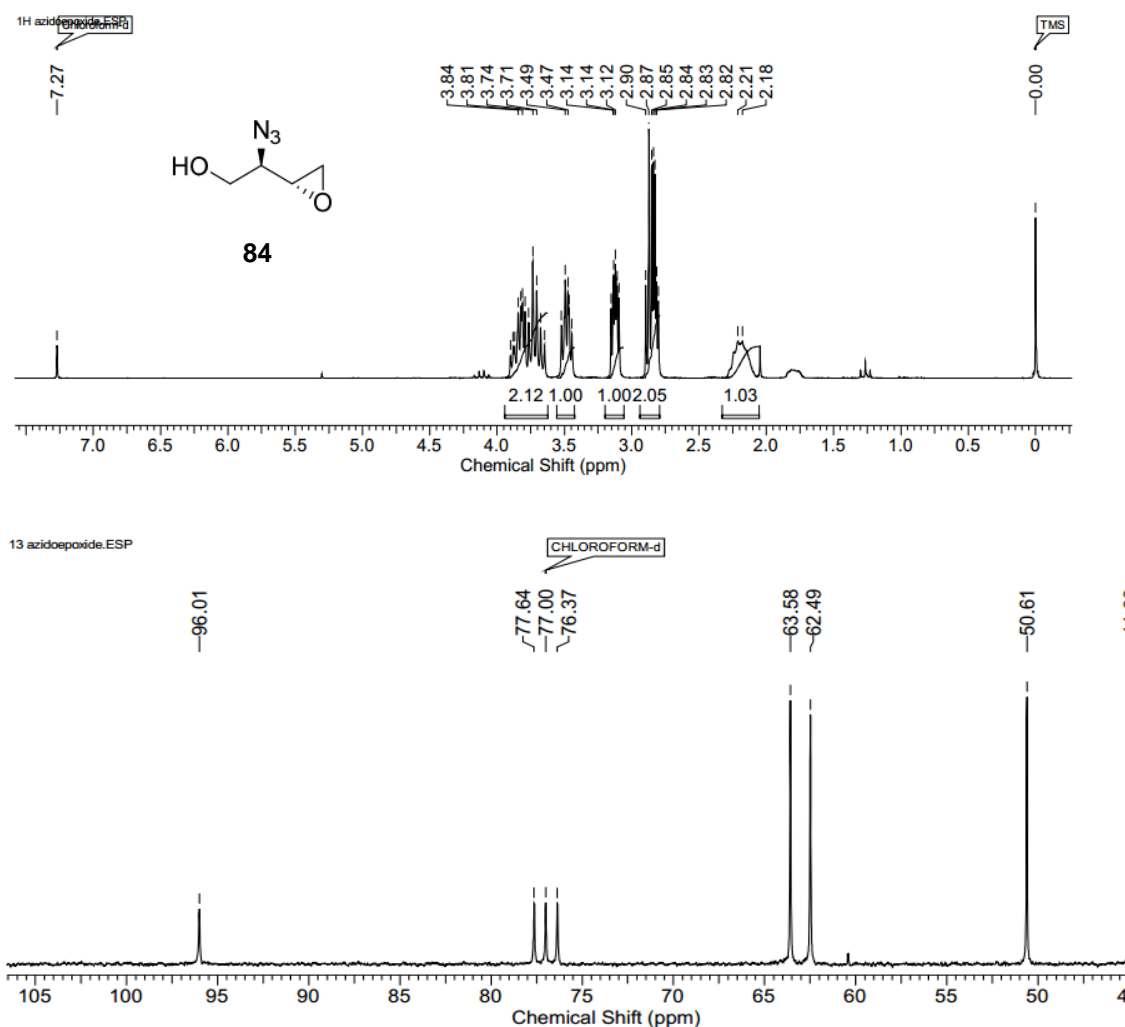 1H azidoepoxide.ESP
Chloroform-d
TMS
7.27
3.84
3.81
3.74
3.71
3.49
3.47
3.14
3.14
3.12
2.90
2.87
2.85
2.84
2.83
2.82
2.21
2.18
0.00
N3
HO
O
84
2.12 1.00 1.00 2.05 1.03
7.0 6.5 6.0 5.5 5.0 4.5 4.0 3.5 3.0 2.5 2.0 1.5 1.0 0.5 0
Chemical Shift (ppm)
13 azidoepoxide.ESP
CHLOROFORM-d
96.01
77.64
77.00
76.37
63.58
62.49
50.61
105 100 95 90 85 80 75 70 65 60 55 50
Chemical Shift (ppm)